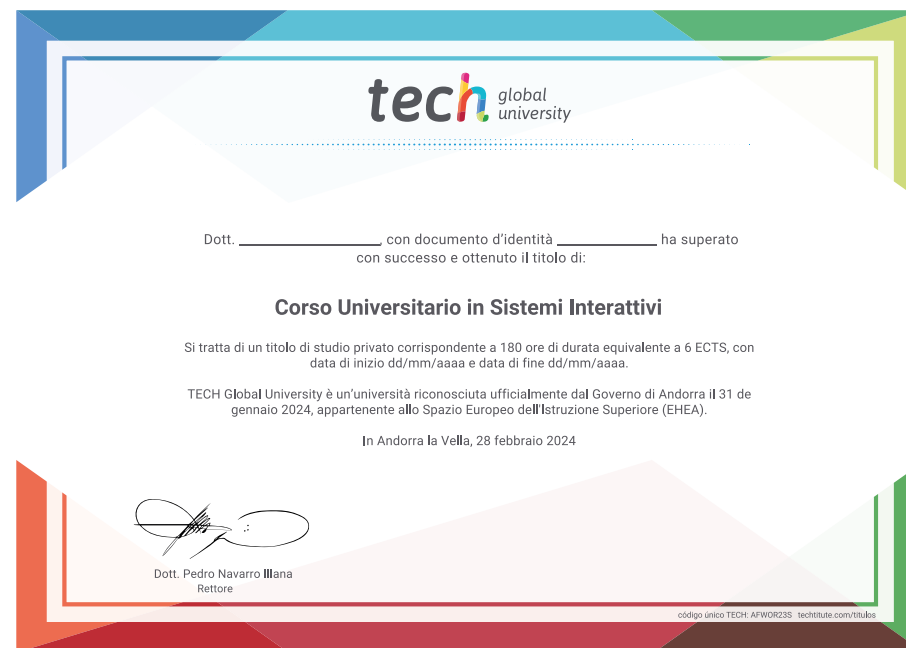 tech global university
Dott. ____________, con documento d'identità ____________ ha superato
con successo e ottenuto il titolo di:
Corso Universitario in Sistemi Interattivi
Si tratta di un titolo di studio privato corrispondente a 180 ore di durata equivalente a 6 ECTS, con
data di inizio dd/mm/aaaa e data di fine dd/mm/aaaa.
TECH Global University è un'università riconosciuta ufficialmente dal Governo di Andorra il 31 de
gennaio 2024, appartenente allo Spazio Europeo dell'Istruzione Superiore (EHEA).
In Andorra la Vella, 28 febbraio 2024
Dott. Pedro Navarro Illana
Rettore
código único TECH: AFWOR23S techtitute.com/titulos